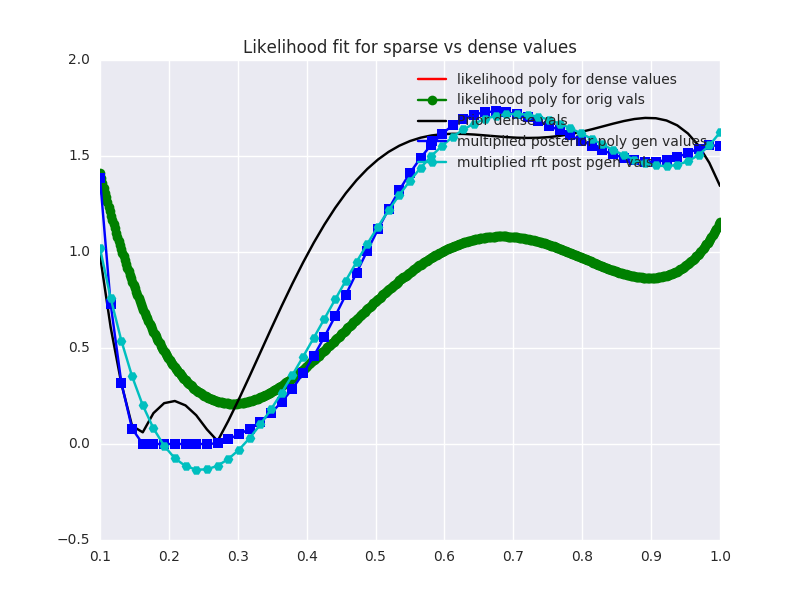 Likelihood fit for sparse vs dense values
2.0
1.5
1.0
0.5
0.0
−0.5
0.1
0.2
0.3
0.4
0.5
0.6
0.7
0.8
0.9
1.0
likelihood poly for dense values
likelihood poly for orig vals
for dense vals
multiplied poly gen values
multiplied rft post pgen vals